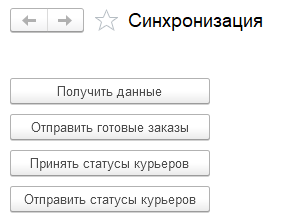 Синхронизация
Получить данные
Отправить готовые заказы
Принять статусы курьеров
Отправить статусы курьеров